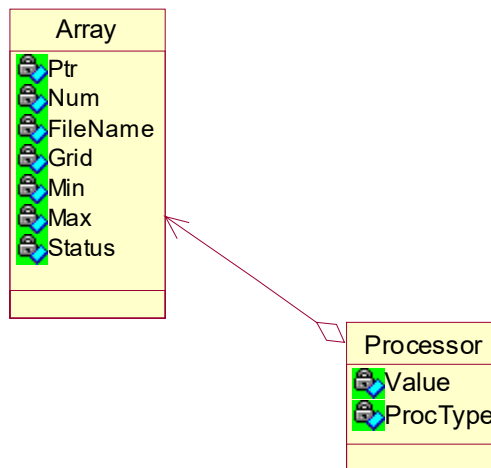 Array
Ptr
Num
FileName
Grid
Min
Max
Status
Processor
Value
ProcType